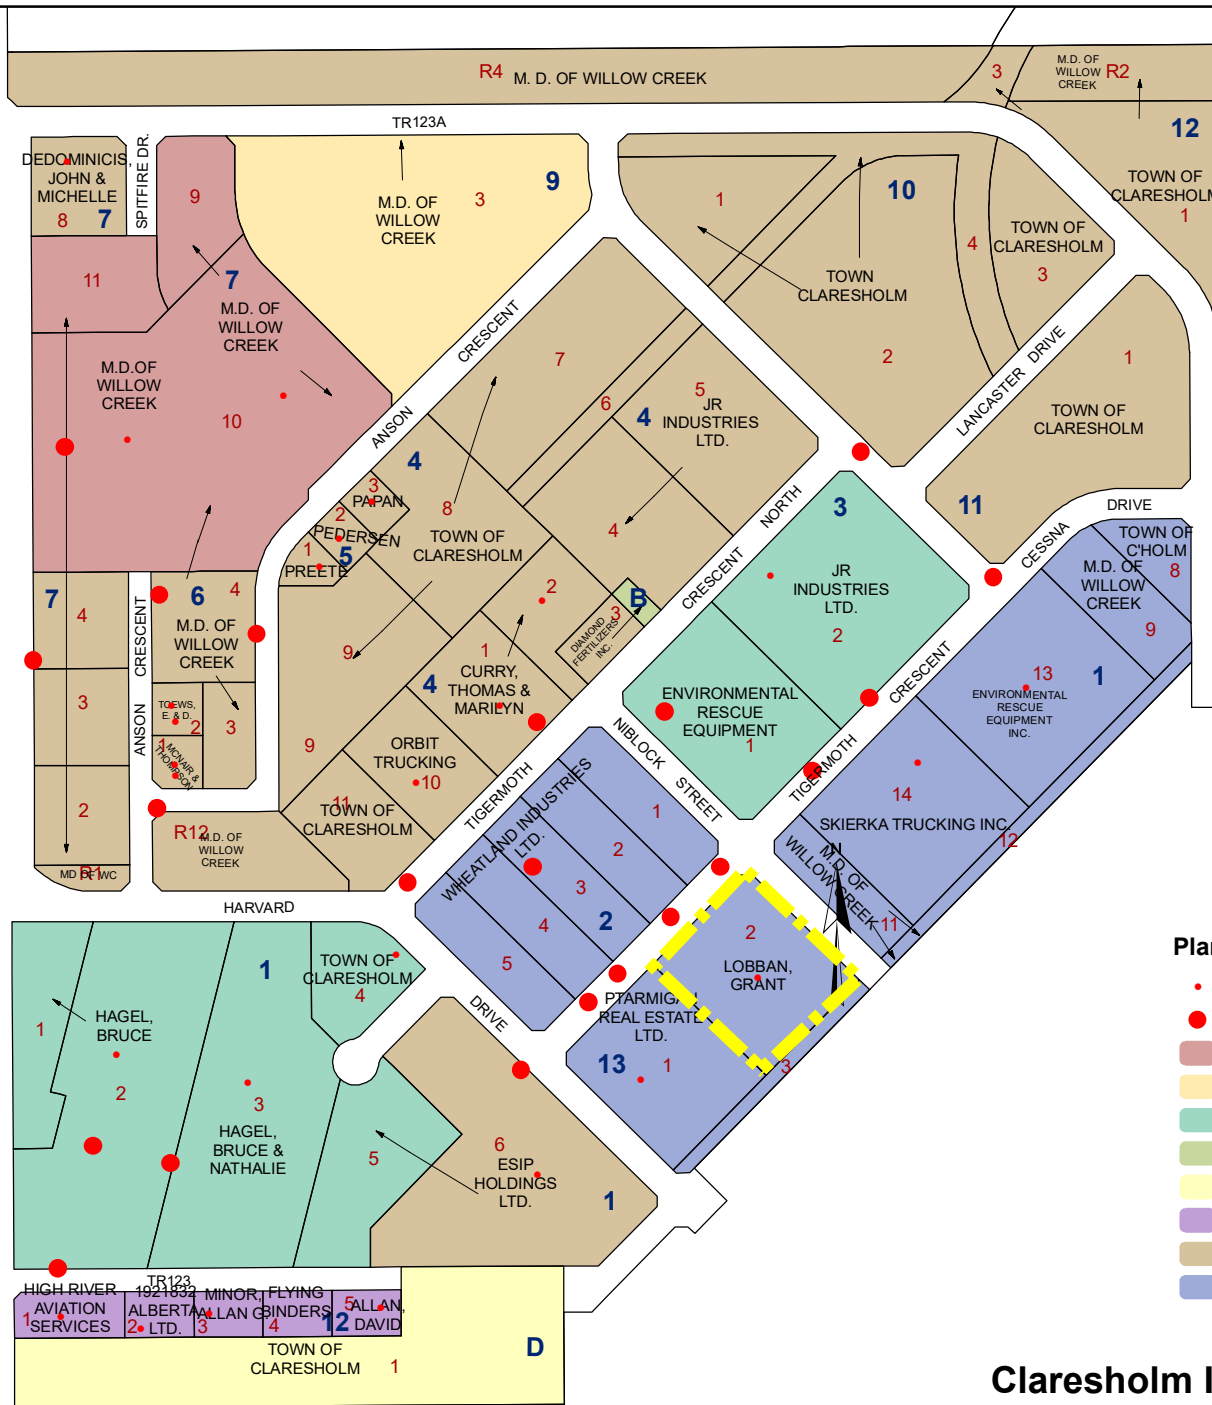 R4
M. D. OF WILLOW CREEK
3
M.D. OF
WILLOW
CREEK
R2
12
TOWN OF
CLARESHOLM
1
TR123A
SPITFIRE DR.
DEDOMINICIS,
JOHN &
MICHELLE
8
7
9
11
7
M.D. OF
WILLOW
CREEK
M.D.OF
WILLOW
CREEK
10
M.D. OF
WILLOW
CREEK
3
9
1
10
TOWN
CLARESHOLM
2
4
TOWN OF
CLARESHOLM
3
LANCASTER DRIVE
1
TOWN OF
CLARESHOLM
11
ANSON
CRESCENT
7
6
5
JR
INDUSTRIES
LTD.
4
4
4
8
TOWN OF
CLARESHOLM
9
9
3
PAPAN
2
PEDERSEN
1
PREETE
5
2
1
CURRY,
THOMAS &
MARILYN
4
3
DIAMOND
FERTILIZERS
INC.
B
ORBIT
TRUCKING
10
11
TOWN OF
CLARESHOLM
7
4
3
2
R1
MD OF WC
ANSON
CRESCENT
6
4
M.D. OF
WILLOW
CREEK
TOEWS,
E. & D.
2
3
1
MCNAIR &
THOMPSON
R12
M.D. OF
WILLOW
CREEK
TIGERMOTH
CRESCENT
NORTH
3
JR
INDUSTRIES
LTD.
2
ENVIRONMENTAL
RESCUE
EQUIPMENT
1
CESSNA
DRIVE
TOWN OF
C'HOLM
8
M.D. OF
WILLOW
CREEK
9
1
13
ENVIRONMENTAL
RESCUE
EQUIPMENT
INC.
14
SKIERKA TRUCKING INC.
12
M.D. OF
WILLOW CREEK
11
N
TIGERMOTH
CRESCENT
NIBLOCK
STREET
WHEATLAND INDUSTRIES
LTD.
1
2
3
4
5
2
2
LOBBAN,
GRANT
PTARMIGAN
REAL ESTATE
LTD.
13
1
3
HARVARD
DRIVE
1
HAGEL,
BRUCE
2
1
3
HAGEL,
BRUCE &
NATHALIE
TOWN OF
CLARESHOLM
4
5
6
ESIP
HOLDINGS
LTD.
1
TR123
HIGH RIVER
AVIATION
SERVICES
1
1921832
ALBERTA
LTD.
2
MINOR,
ALLAN G.
3
FLYING
BINDERS
4
12
5
ALLAN,
DAVID
TOWN OF
CLARESHOLM
1
D
Plan
Claresholm I